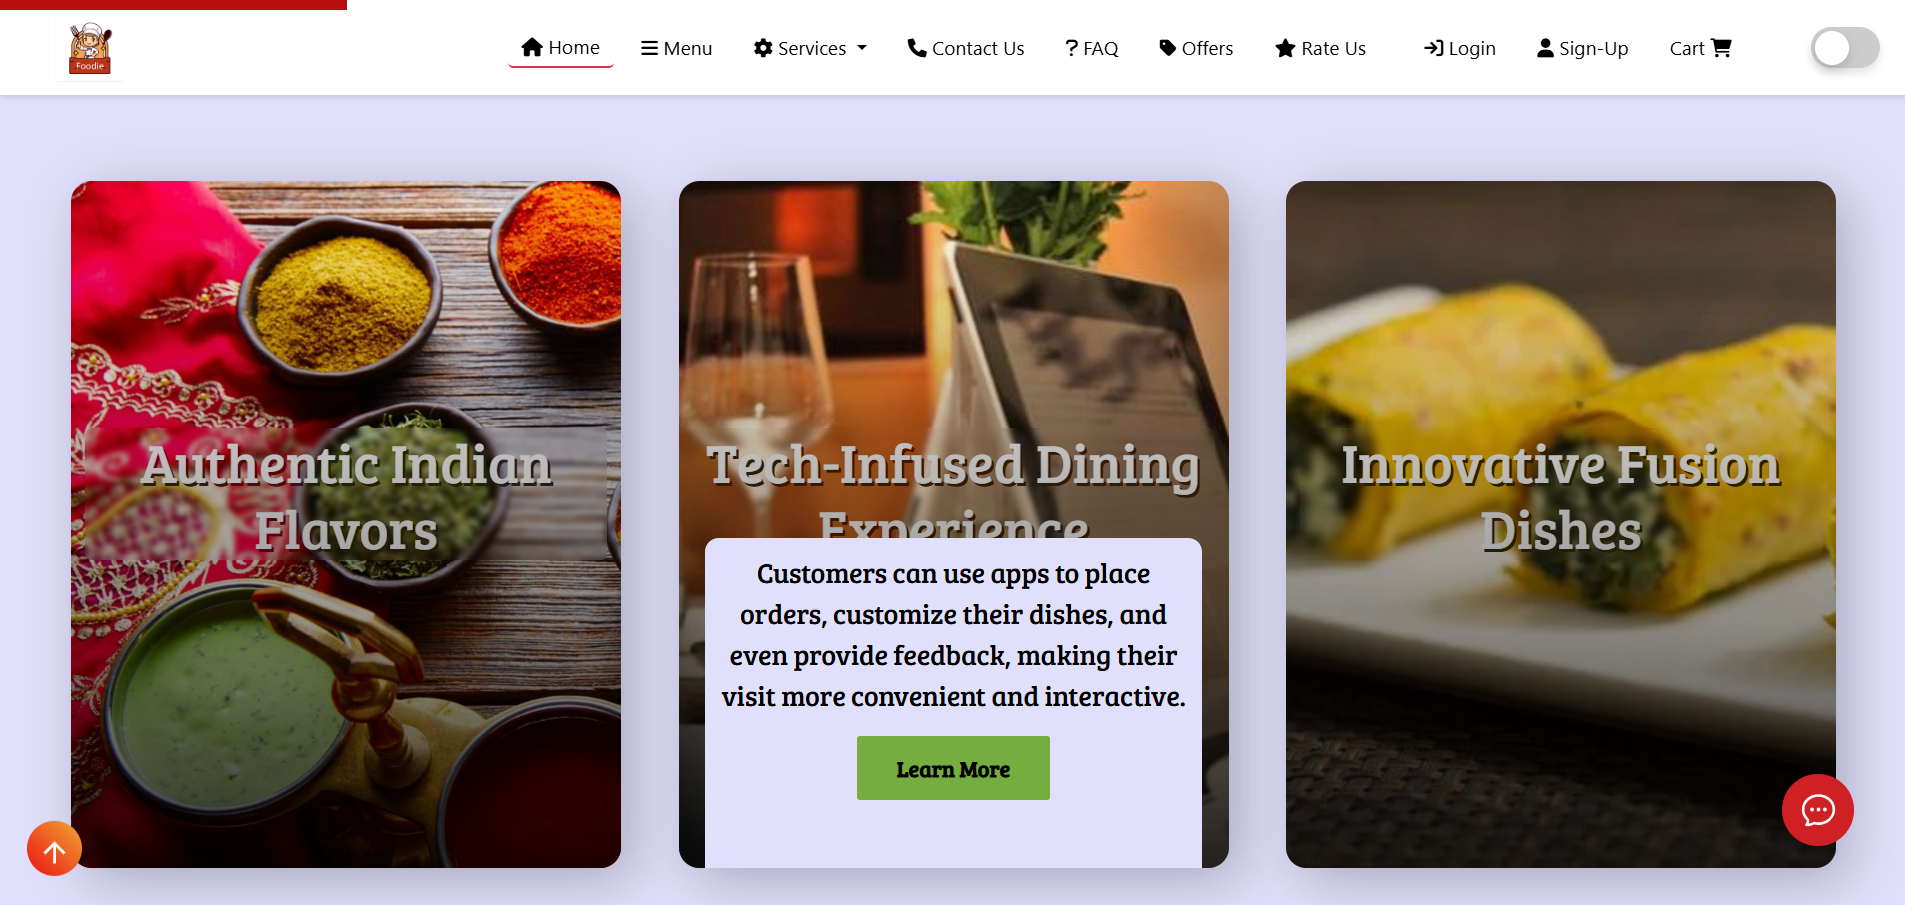 Foodie
Home
Menu
Services
Contact Us
? FAQ
Offers
Rate Us
Login
Sign-Up
Cart
Authentic Indian
Flavors
Tech-Infused Dining
Experience
Customers can use apps to place
orders, customize their dishes, and
even provide feedback, making their
visit more convenient and interactive.
Learn More
Innovative Fusion
Dishes